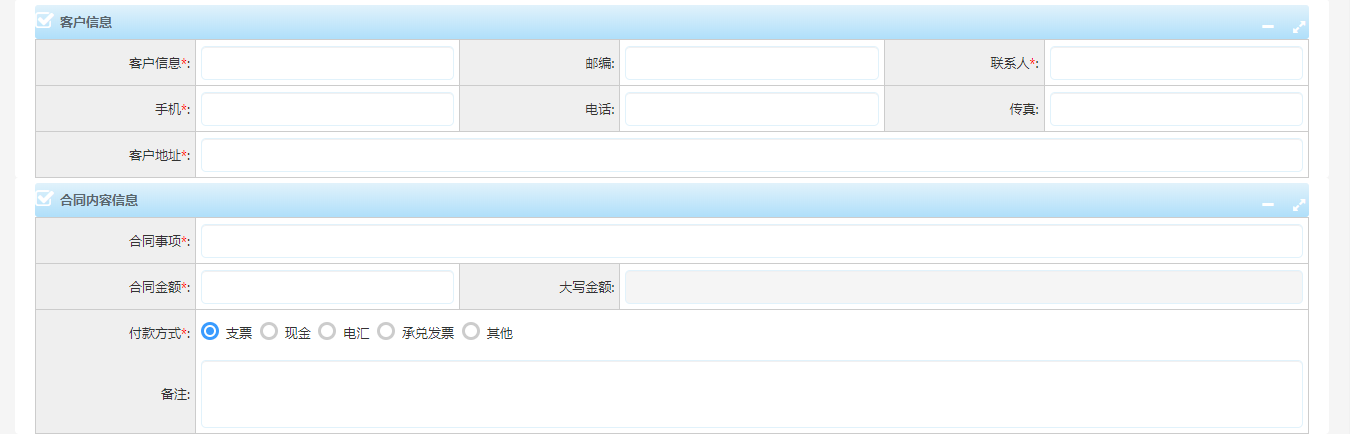 客户信息
客户信息*: 邮编: 联系人*:
手机*: 电话: 传真:
客户地址*:
合同内容信息
合同事项*:
合同金额*: 大写金额:
付款方式*: 支票 现金 电汇 承兑发票 其他
备注: